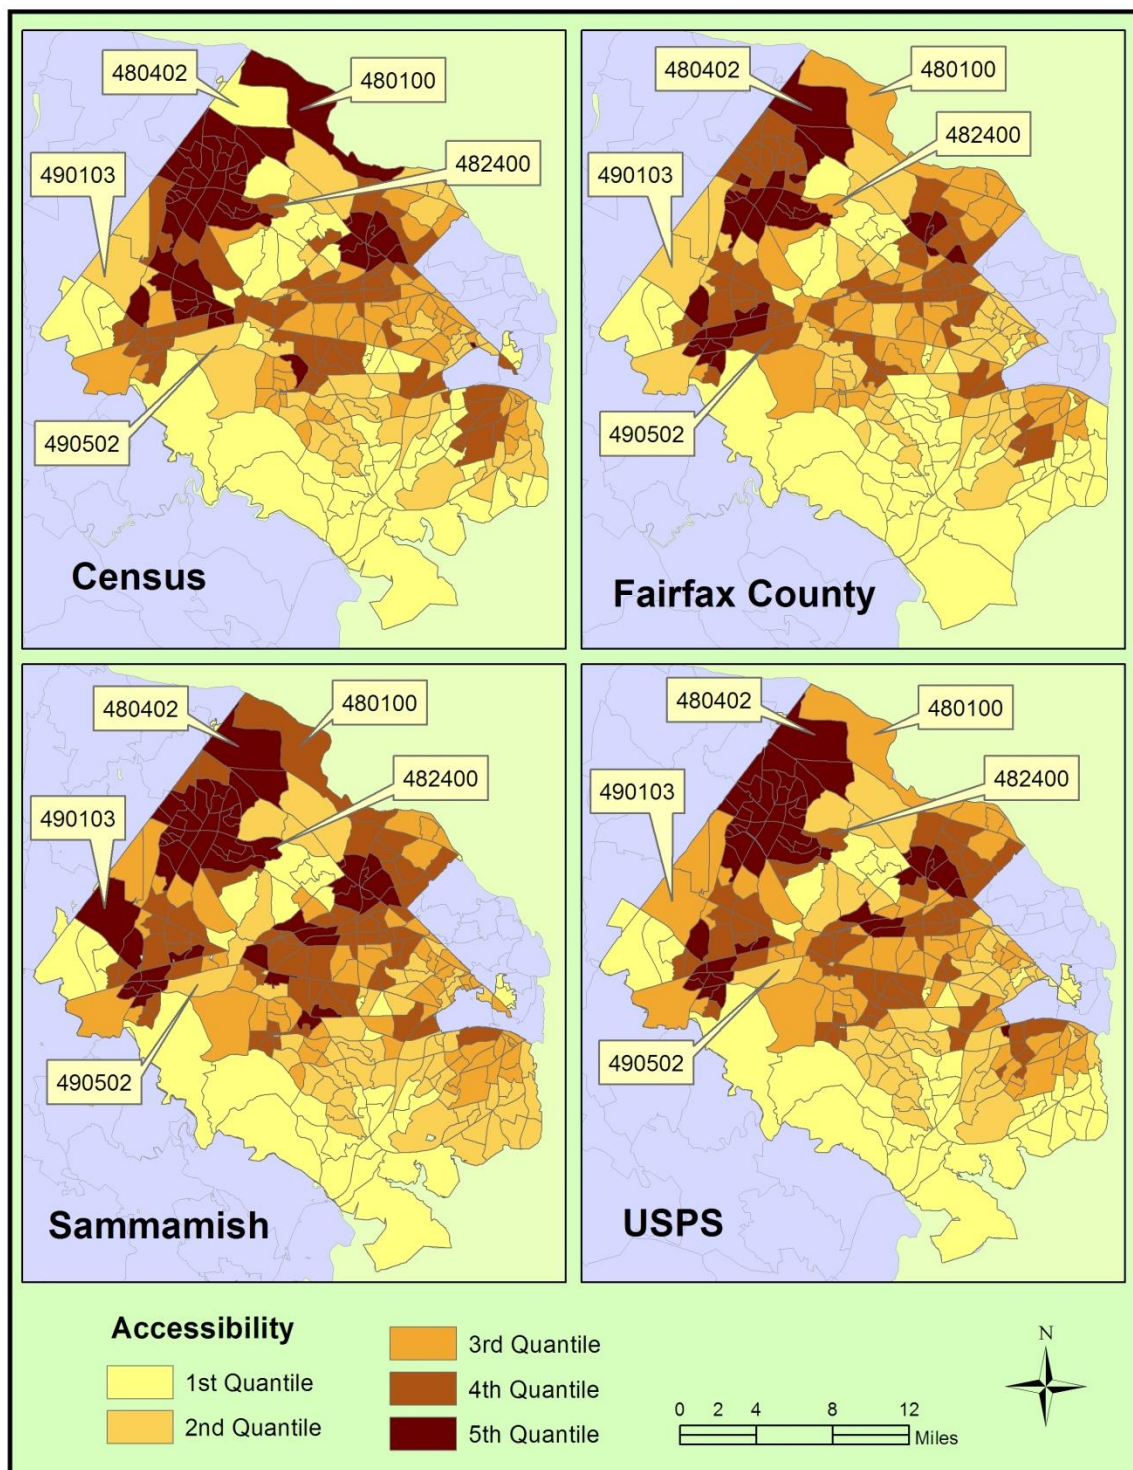 480402
480100
482400
490103
490502
Census
480402
480100
482400
490103
490502
Fairfax County
480402
480100
482400
490103
490502
Sammamish
480402
480100
482400
490103
490502
USPS
Accessibility
1st Quantile
2nd Quantile
3rd Quantile
4th Quantile
5th Quantile
0 2 4 8 12
Miles
N